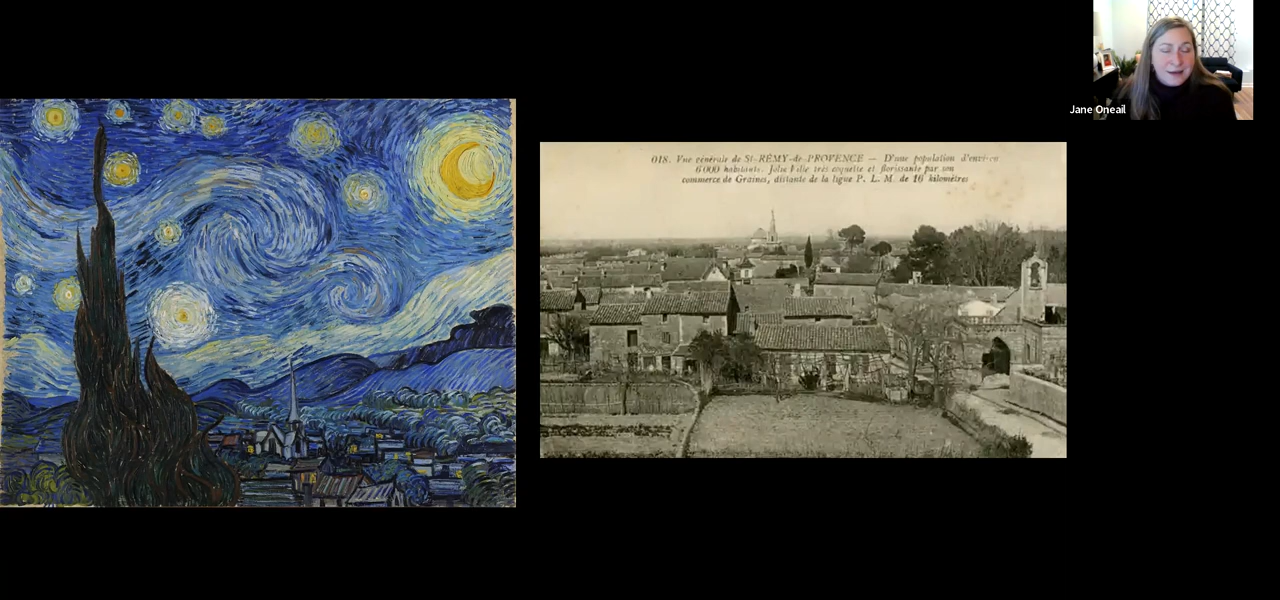 Jane Oneail
018. Vue générale de St-RÉMY-de-PROVENCE — D'une population d'environ
6000 habitants. Jolie Ville très coquette et florissante par son
commerce de Graines, distante de la ligne P. L. M. de 16 kilomètres